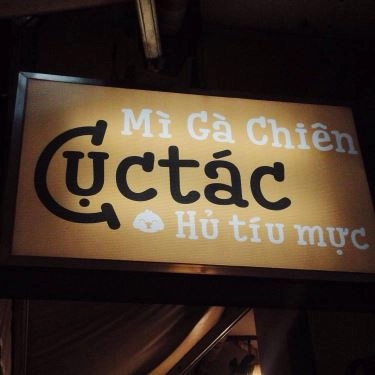 Mì Gà Chiên
Cụctác
Hủ tíu mực